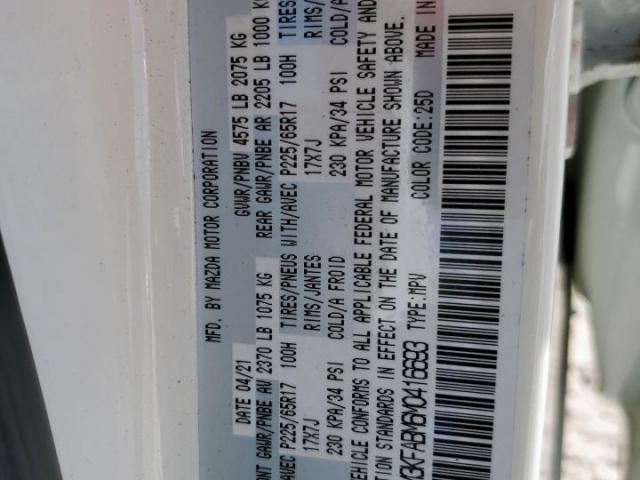 MFD. BY MAZDA MOTOR CORPORATION
DATE 04/21 GVWR/PNBV 4575 LB 2075 KG
ONT GAWR/PNBE AV 2370 LB 1075 KG REAR GAWR/PNBE AR 2205 LB 1000 K
AVEC P225/65R17 100H TIRES/PNEUS WITH/AVEC P225/65R17 100H TIRES
17X7J RIMS/JANTES 17X7J RIMS/
230 KPA/34 PSI COLD/A FROID 230 KPA/34 PSI COLD/A
EHICLE CONFORMS TO ALL APPLICABLE FEDERAL MOTOR VEHICLE SAFETY AND
STANDARDS IN EFFECT ON THE DATE OF MANUFACTURE SHOWN ABOVE.
M3KFABM6M0416693 TYPE:MPV COLOR CODE:25D MADE IN